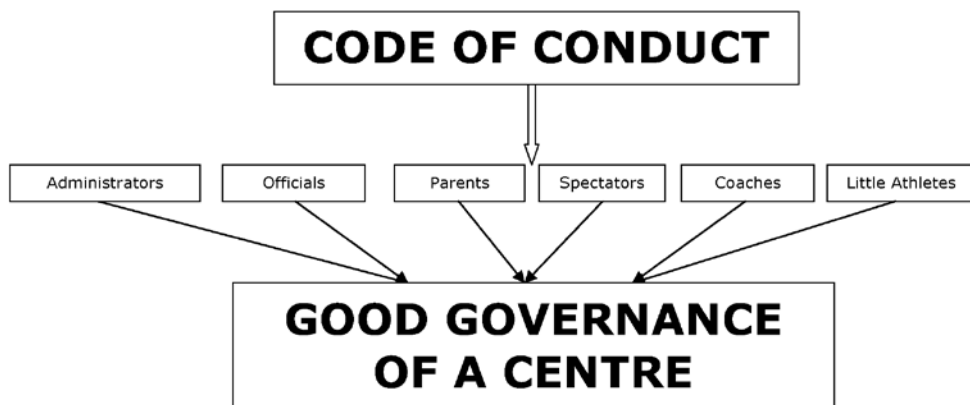 CODE OF CONDUCT
Administrators
Officials
Parents
Spectators
Coaches
Little Athletes
GOOD GOVERNANCE
OF A CENTRE